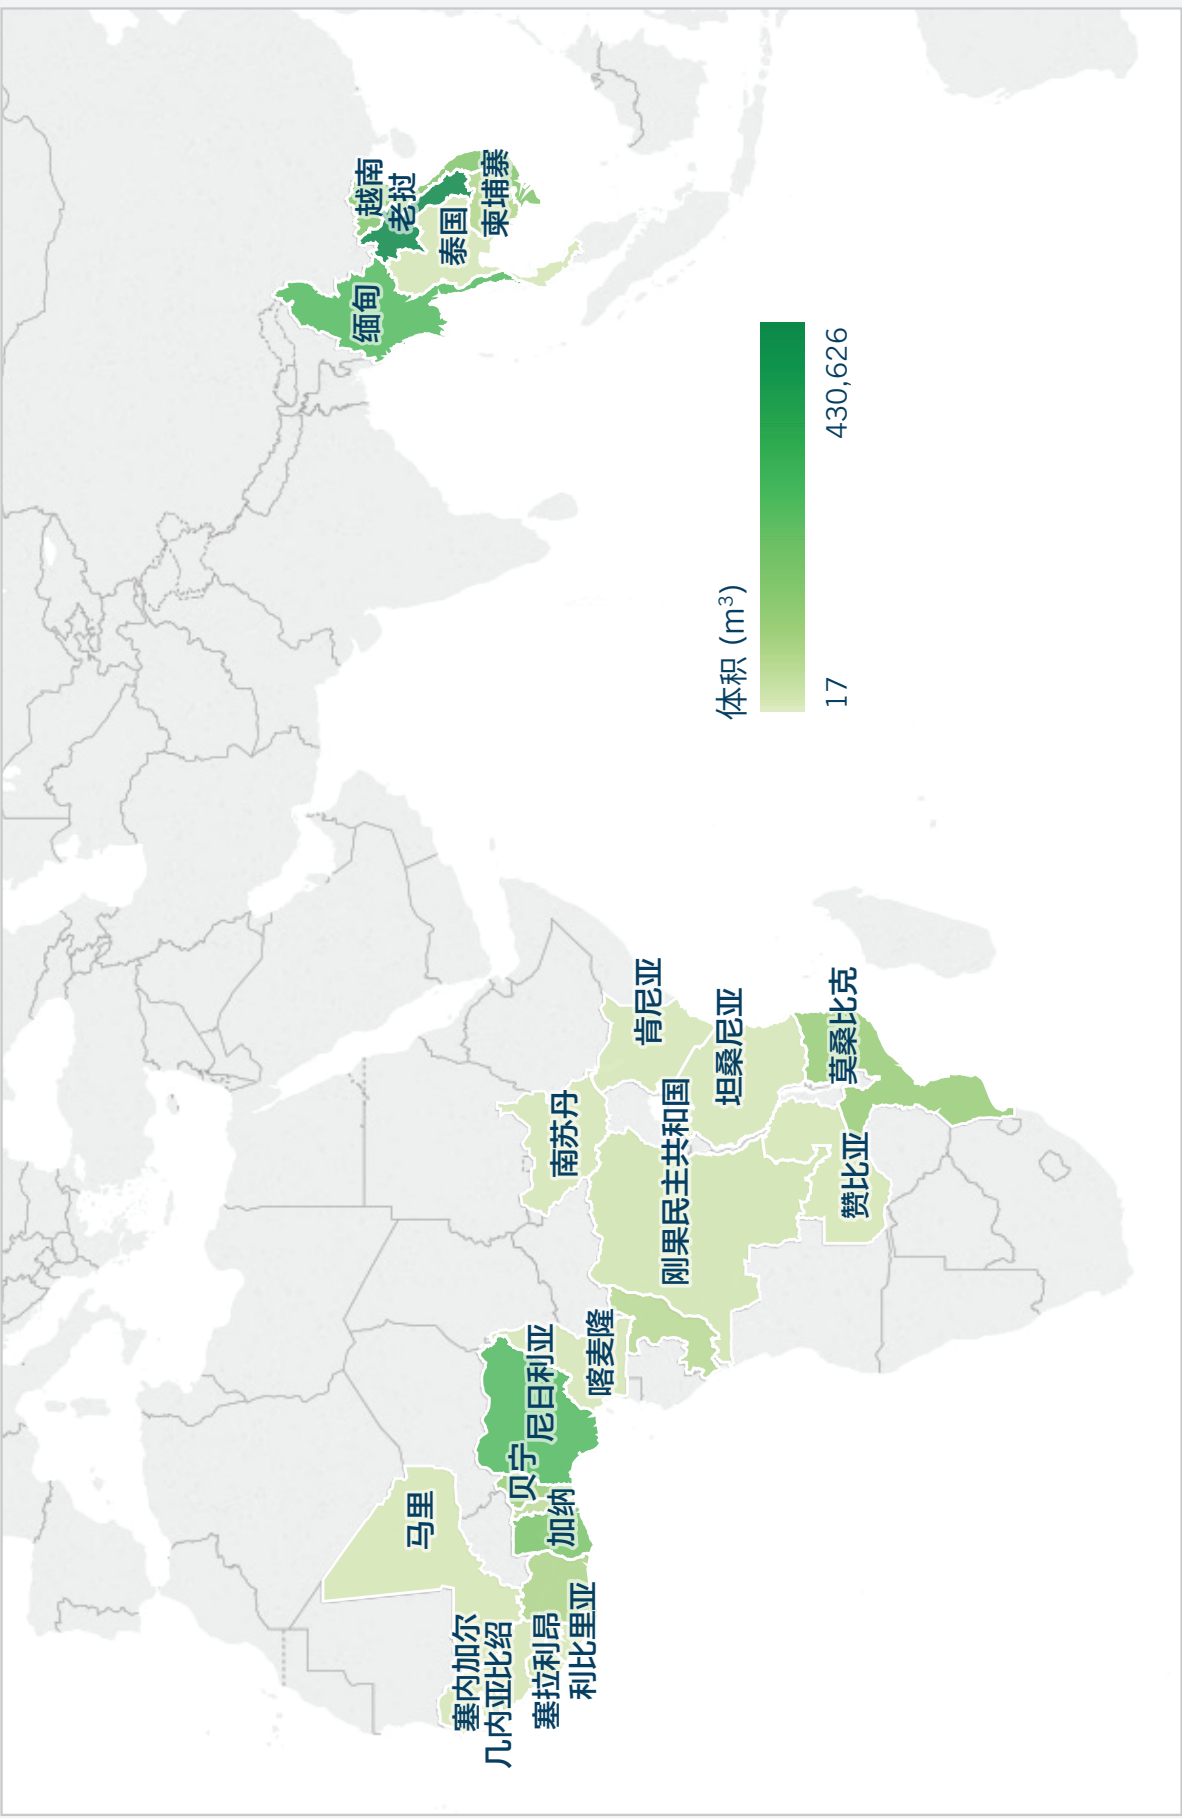 缅甸
越南
老挝
泰国
柬埔寨
马里
塞内加尔
几内亚比绍
塞拉利昂
利比里亚
贝宁
尼日利亚
加纳
喀麦隆
南苏丹
肯尼亚
刚果民主共和国
坦桑尼亚
赞比亚
莫桑比克
体积 (m³)
17
430,626